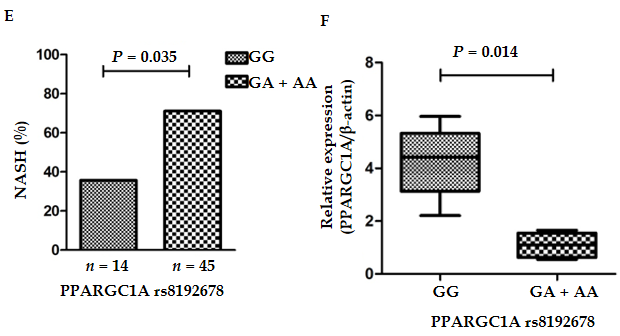 E
P = 0.035
GG
GA + AA
NASH (%)
100
80
60
40
20
0
n = 14
n = 45
PPARGC1A rs8192678
F
P = 0.014
Relative expression
(PPARGC1A/β-actin)
8
6
4
2
0
GG
GA + AA
PPARGC1A rs8192678